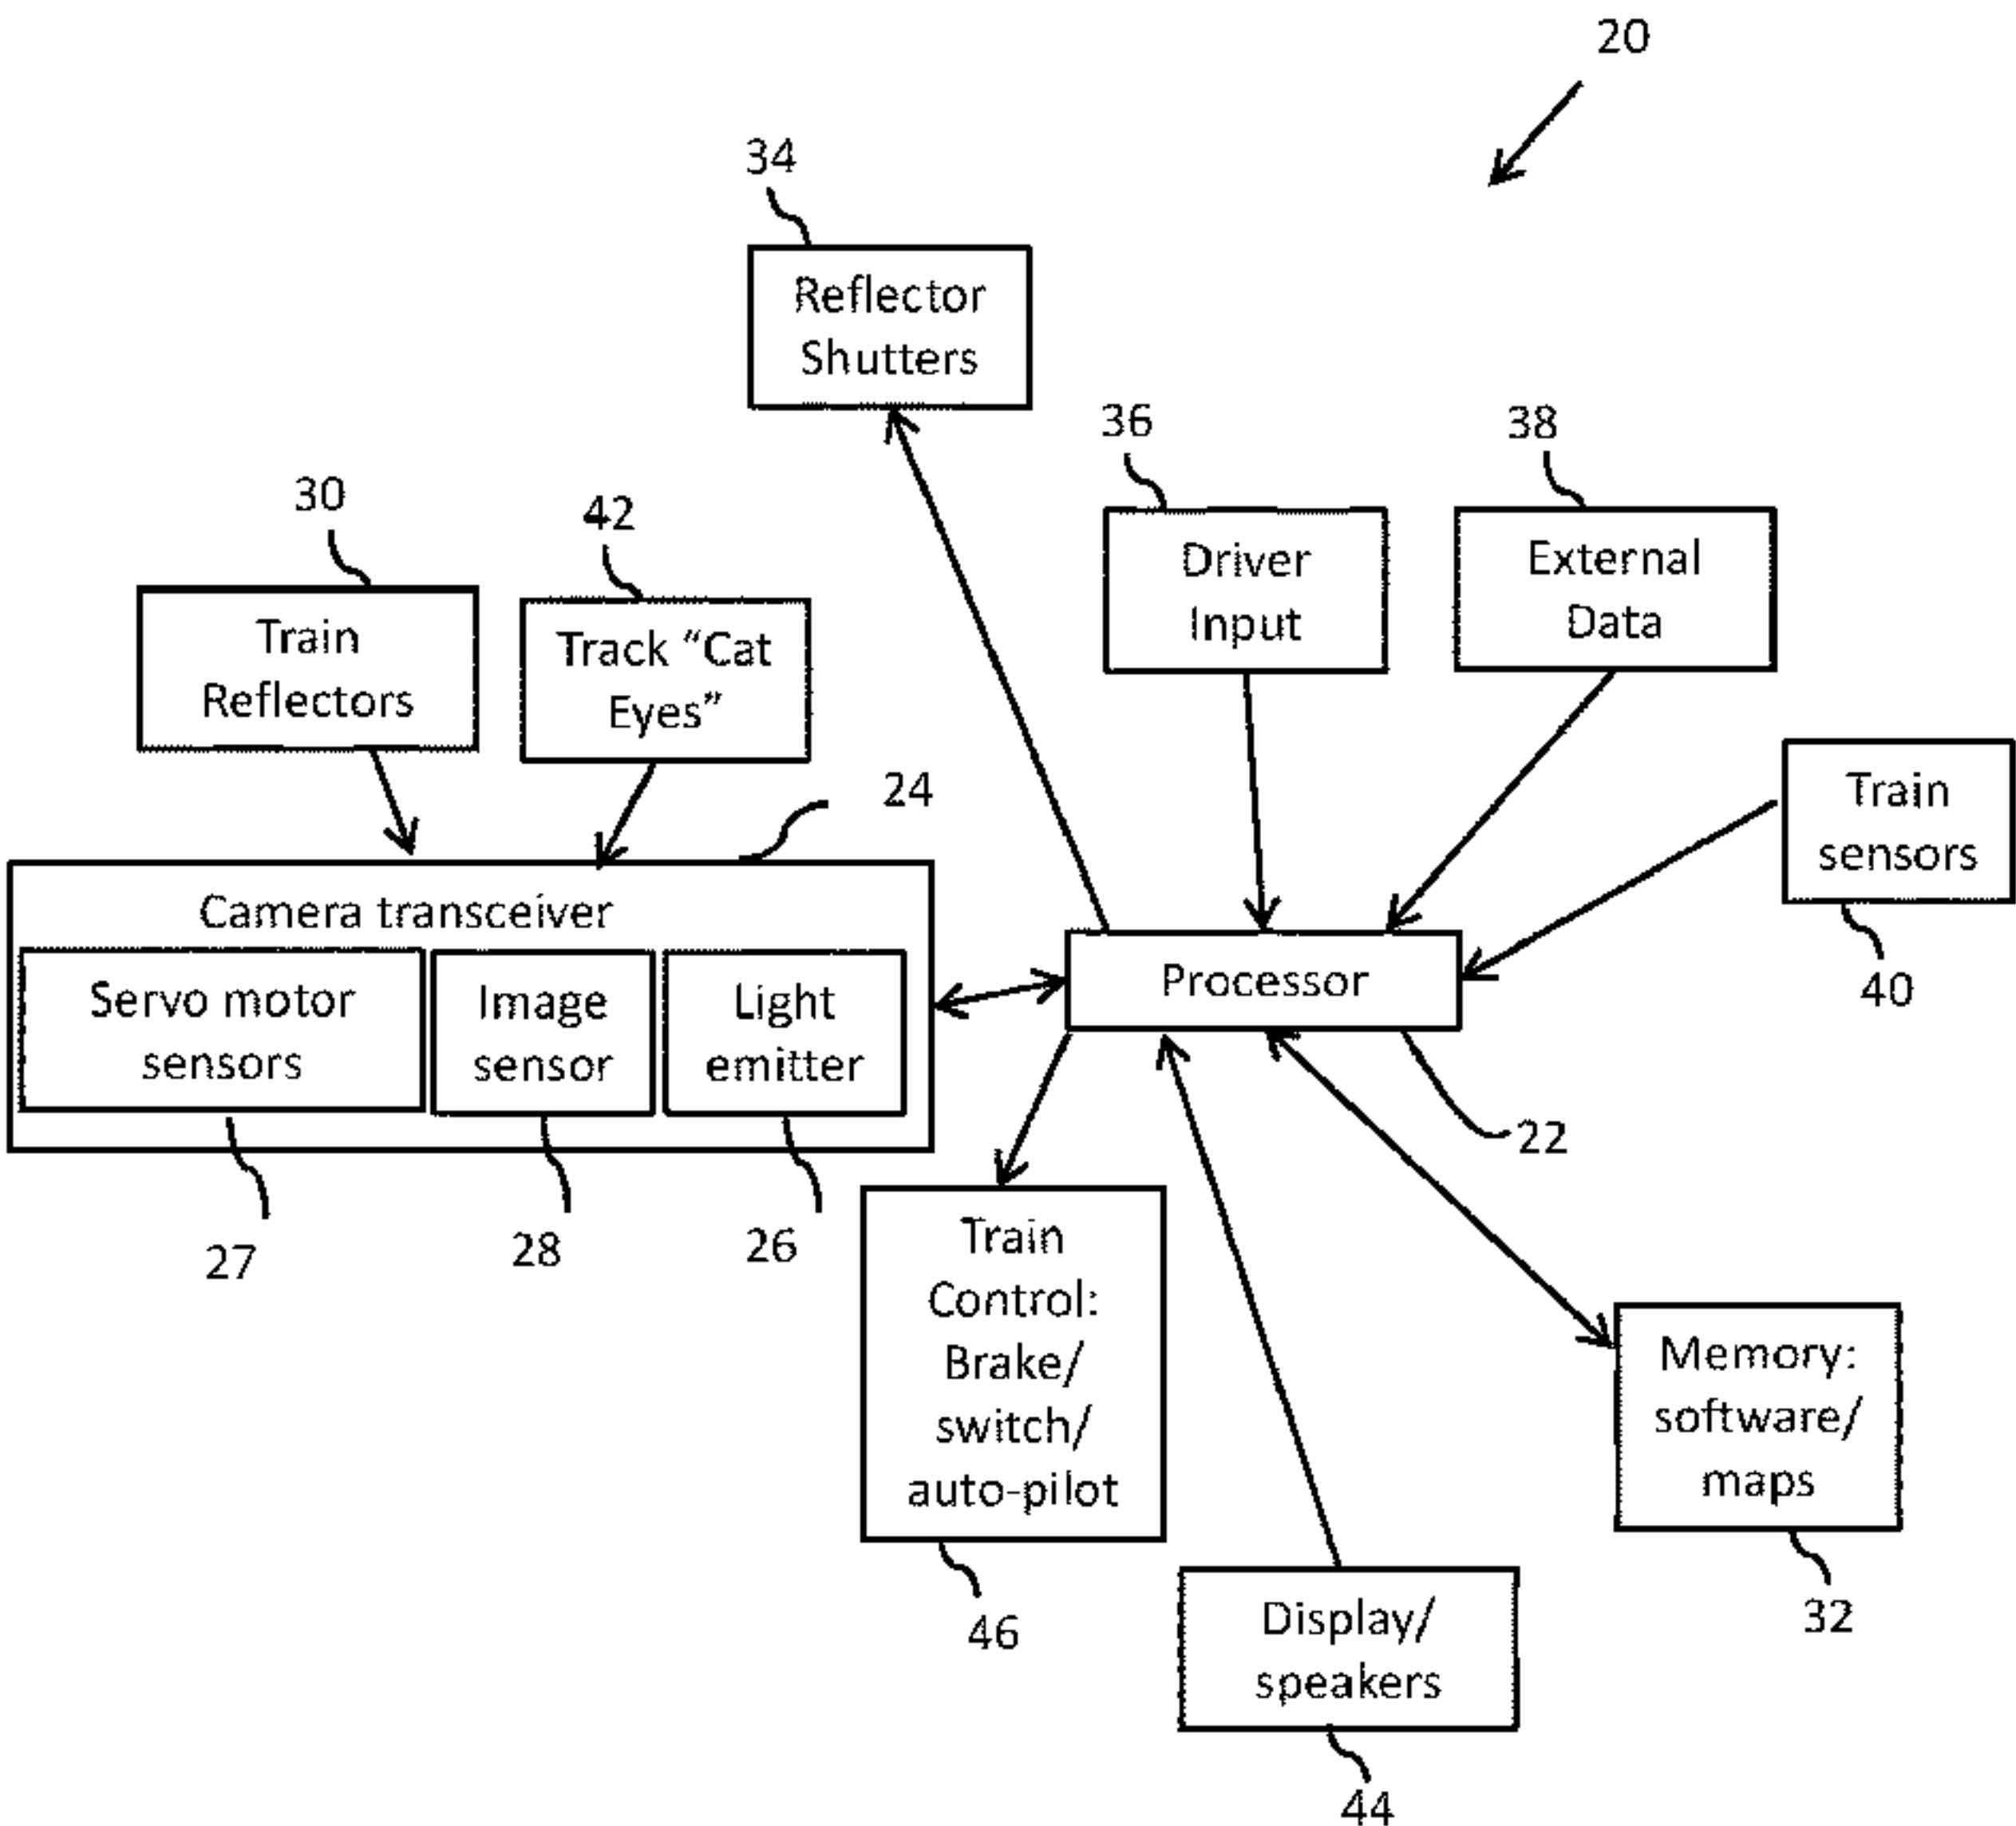 20
34
Reflector
Shutters
36
38
30
42
Driver
Input
External
Data
Train
Reflectors
Track “Cat
Eyes”
24
Train
sensors
40
Camera transceiver
Servo motor
sensors
Image
sensor
Light
emitter
Processor
22
27
28
26
Train
Control:
Brake/
switch/
auto-pilot
46
Memory:
software/
maps
32
Display/
speakers
44